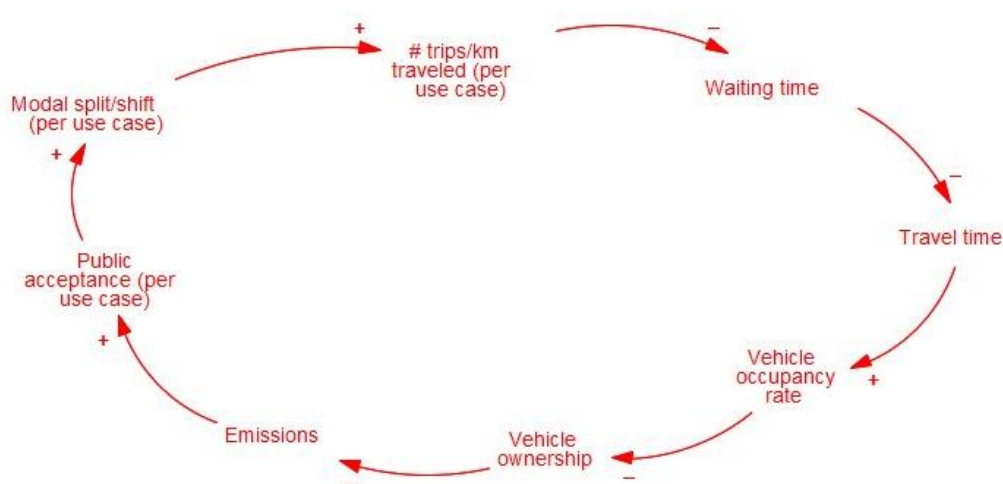 +
# trips/km
traveled (per
use case)
–
Waiting time
–
Travel time
+
Vehicle
occupancy
rate
–
Vehicle
ownership
–
Emissions
+
Public
acceptance (per
use case)
+
Modal split/shift
(per use case)